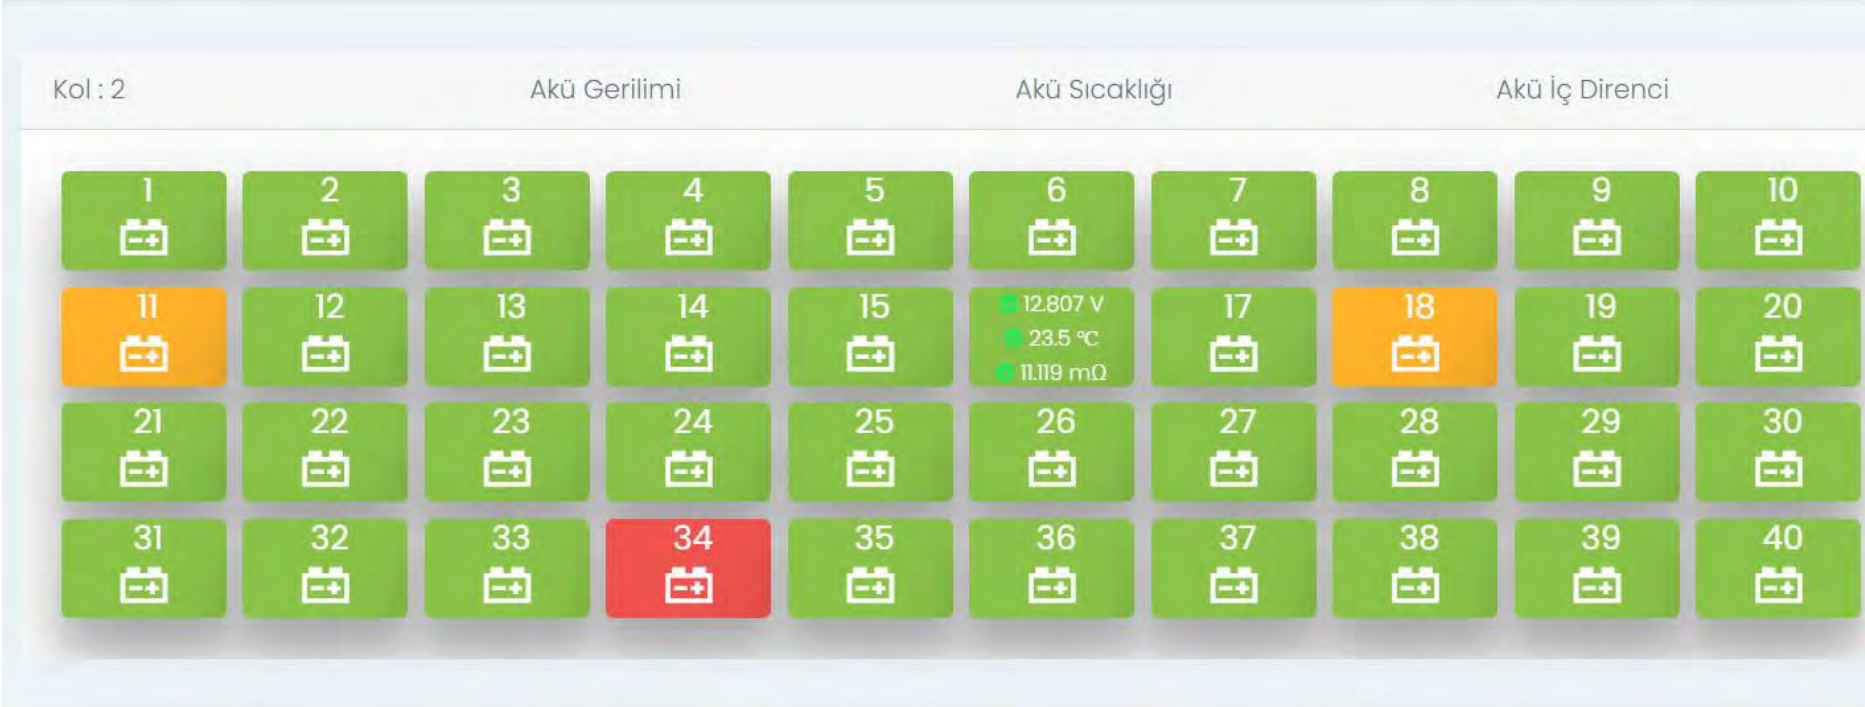 Kol : 2 Akü Gerilimi Akü Sıcaklığı Akü İç Direnci
1 2 3 4 5 6 7 8 9 10
11 12 13 14 15 12.807 V 17 18 19 20
23.5 °C
11.119 mΩ
21 22 23 24 25 26 27 28 29 30
31 32 33 34 35 36 37 38 39 40